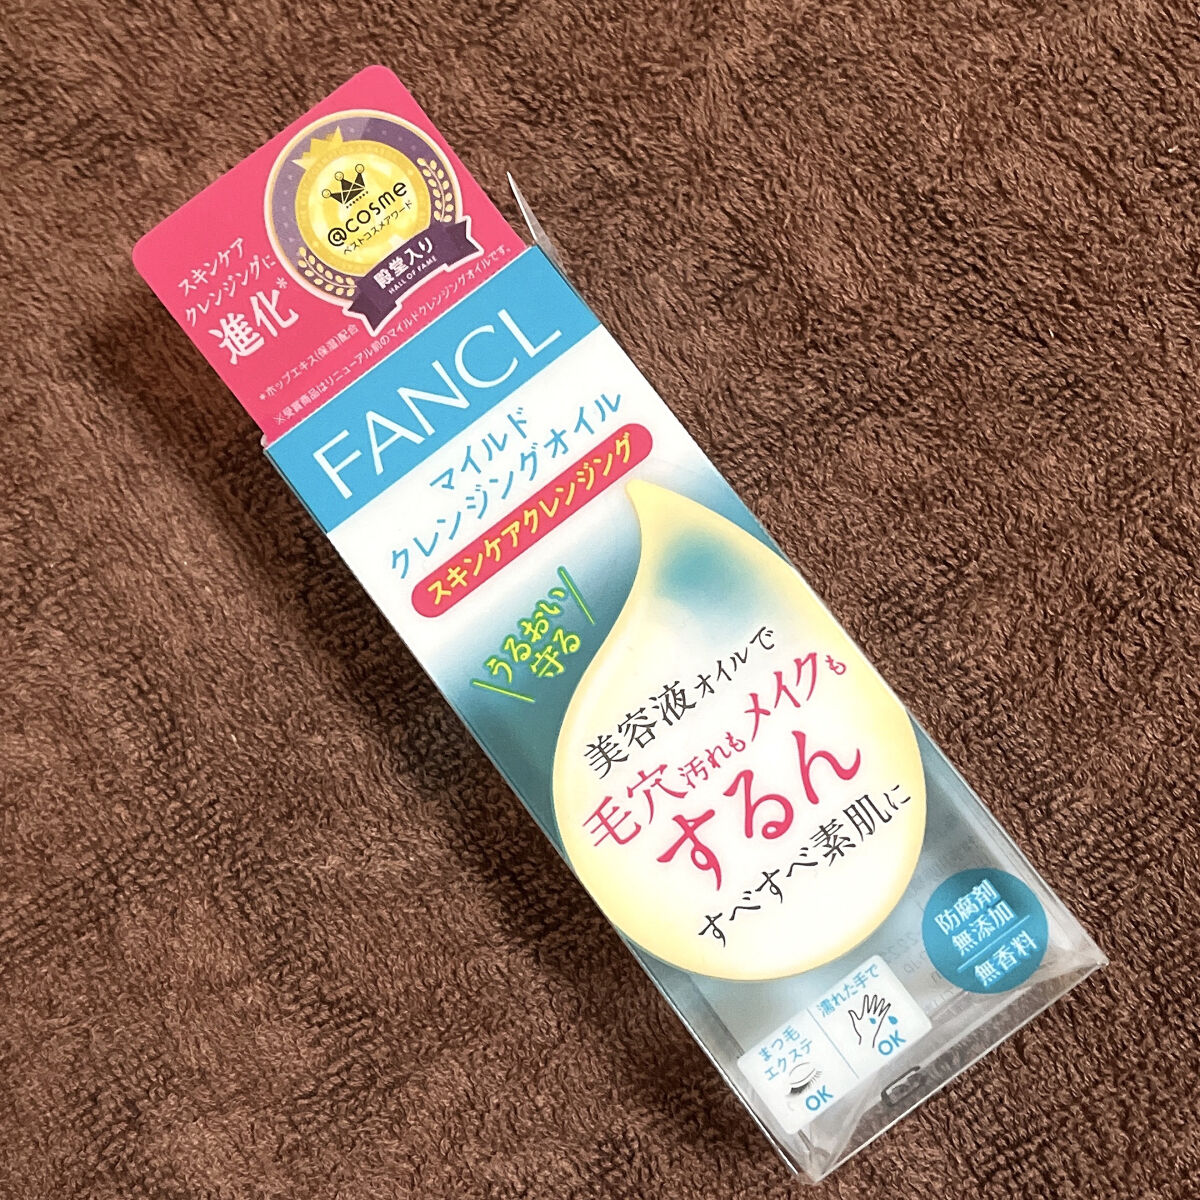 @cosme
ベストコスメアワード
殿堂入り
HALL OF FAME
スキンケア
クレンジングに
進化*
*ホップエキス(保湿)配合
※受賞商品はリニューアル前のマイルドクレンジングオイルです。
FANCL
マイルド
クレンジングオイル
スキンケアクレンジング
うるおい
守る
美容液オイルで
毛穴汚れもメイクも
するん
すべすべ素肌に
防腐剤
無添加
無香料
まつ毛
エクステ
OK
濡れた手で
OK